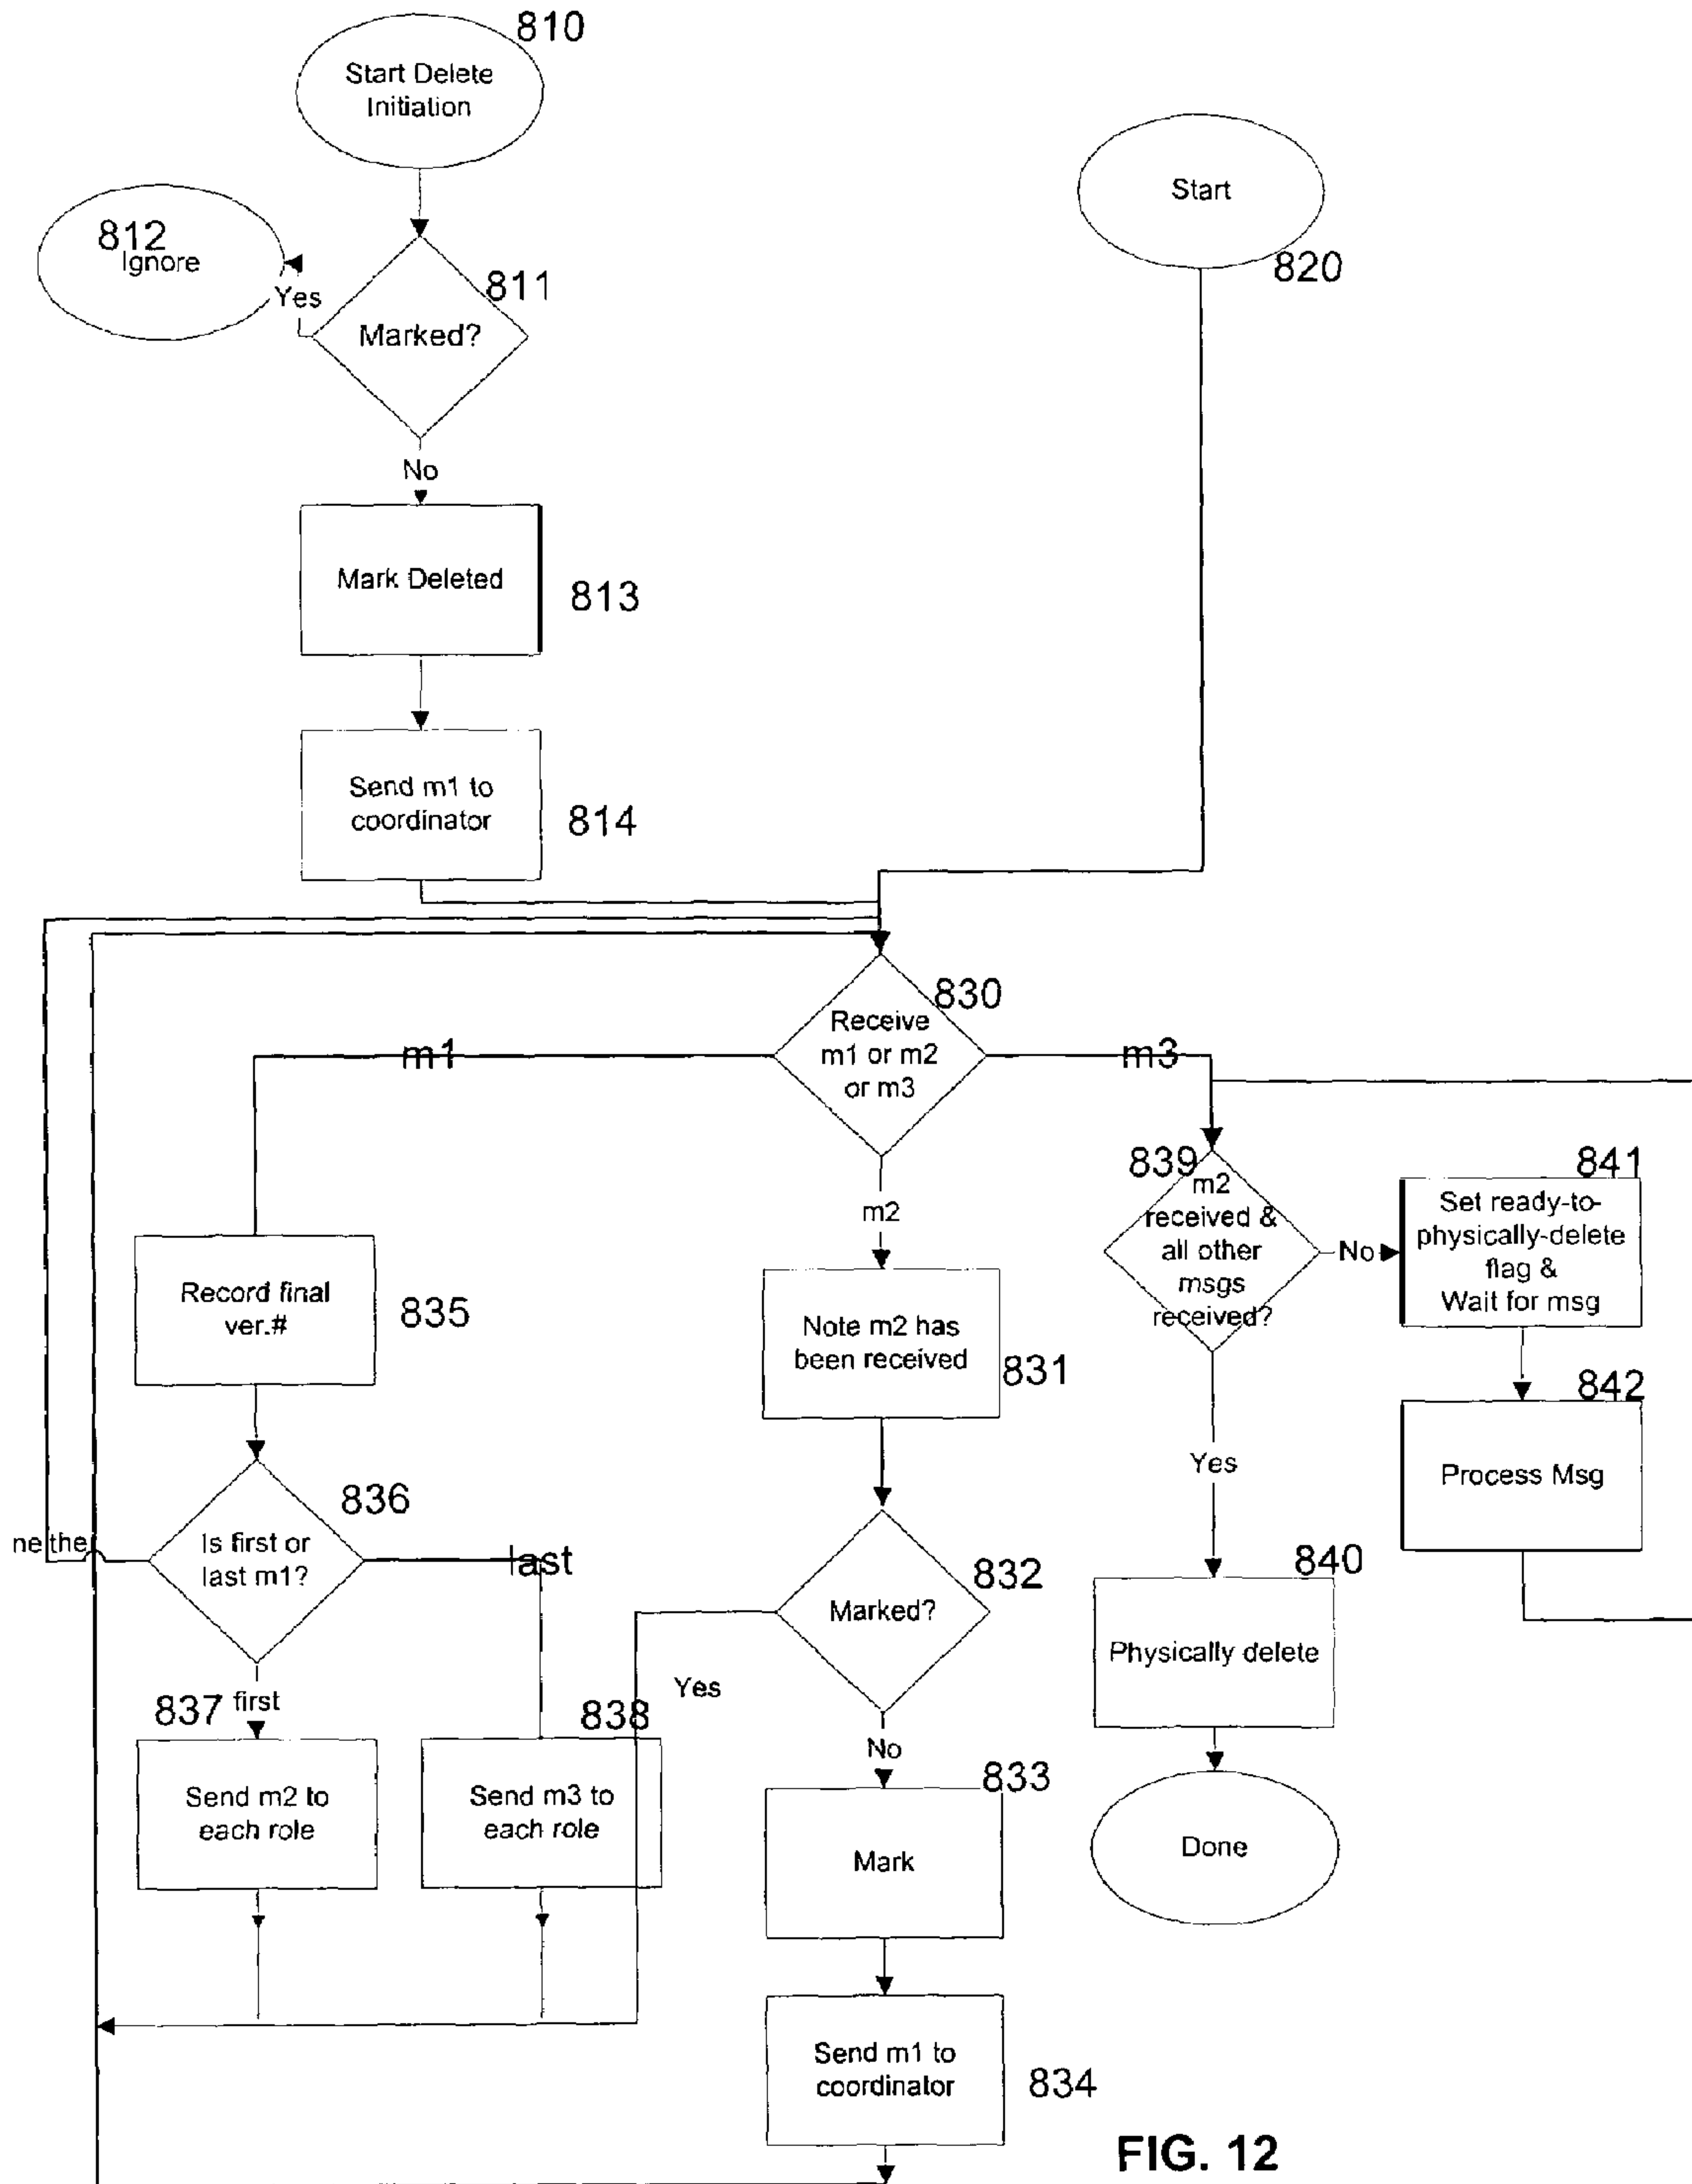 810
Start Delete
Initiation
Start
820
812
Ignore
Yes
811
Marked?
No
Mark Deleted
813
Send m1 to
coordinator
814
830
Receive
m1 or m2
or m3
m1
m3
m2
839
m2
received &
all other
msgs
received?
No
841
Set ready-to-
physically-delete
flag &
Wait for msg
842
Process Msg
Record final
ver.#
835
Note m2 has
been received
831
Yes
836
Is first or
last m1?
ne the
last
first
832
Marked?
Yes
No
840
Physically delete
Done
837
Send m2 to
each role
838
Send m3 to
each role
833
Mark
Send m1 to
coordinator
834
FIG. 12